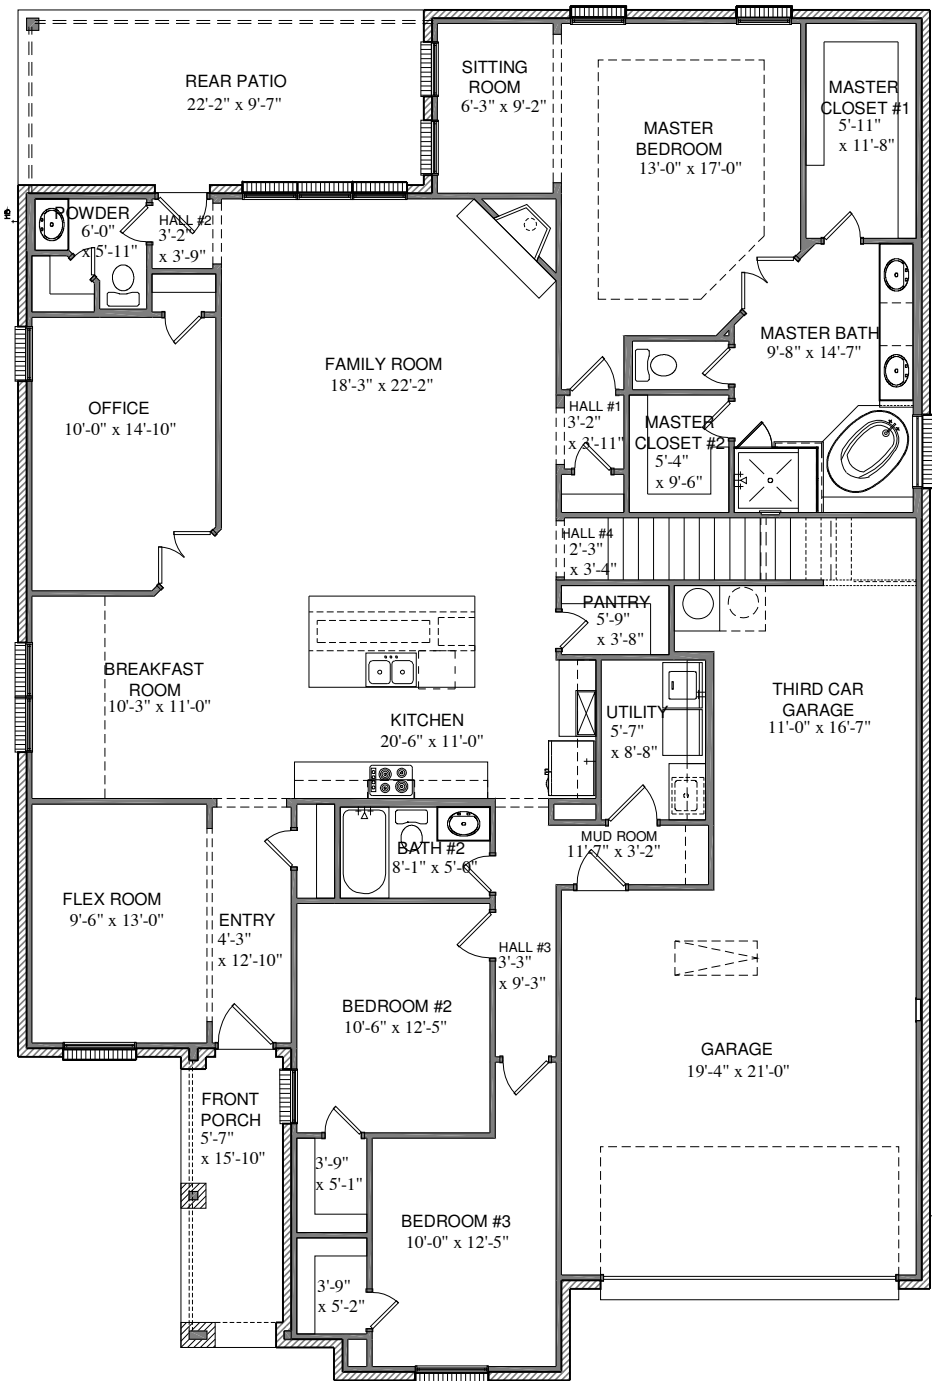 REAR PATIO
22'-2" x 9'-7"
SITTING
ROOM
6'-3" x 9'-2"
MASTER
BEDROOM
13'-0" x 17'-0"
MASTER
CLOSET #1
5'-11"
x 11'-8"
POWDER
6'-0"
x 5'-11"
HALL #2
3'-2"
x 3'-9"
MASTER BATH
9'-8" x 14'-7"
FAMILY ROOM
18'-3" x 22'-2"
OFFICE
10'-0" x 14'-10"
HALL #1
3'-2"
x 3'-11"
MASTER
CLOSET #2
5'-4"
x 9'-6"
HALL #4
2'-3"
x 3'-4"
PANTRY
5'-9"
x 3'-8"
BREAKFAST
ROOM
10'-3" x 11'-0"
KITCHEN
20'-6" x 11'-0"
UTILITY
5'-7"
x 8'-8"
THIRD CAR
GARAGE
11'-0" x 16'-7"
MUD ROOM
11'-7" x 3'-2"
BATH #2
8'-1" x 5'-0"
FLEX ROOM
9'-6" x 13'-0"
ENTRY
4'-3"
x 12'-10"
HALL #3
3'-3"
x 9'-3"
BEDROOM #2
10'-6" x 12'-5"
GARAGE
19'-4" x 21'-0"
FRONT
PORCH
5'-7"
x 15'-10"
3'-9"
x 5'-1"
BEDROOM #3
10'-0" x 12'-5"
3'-9"
x 5'-2"